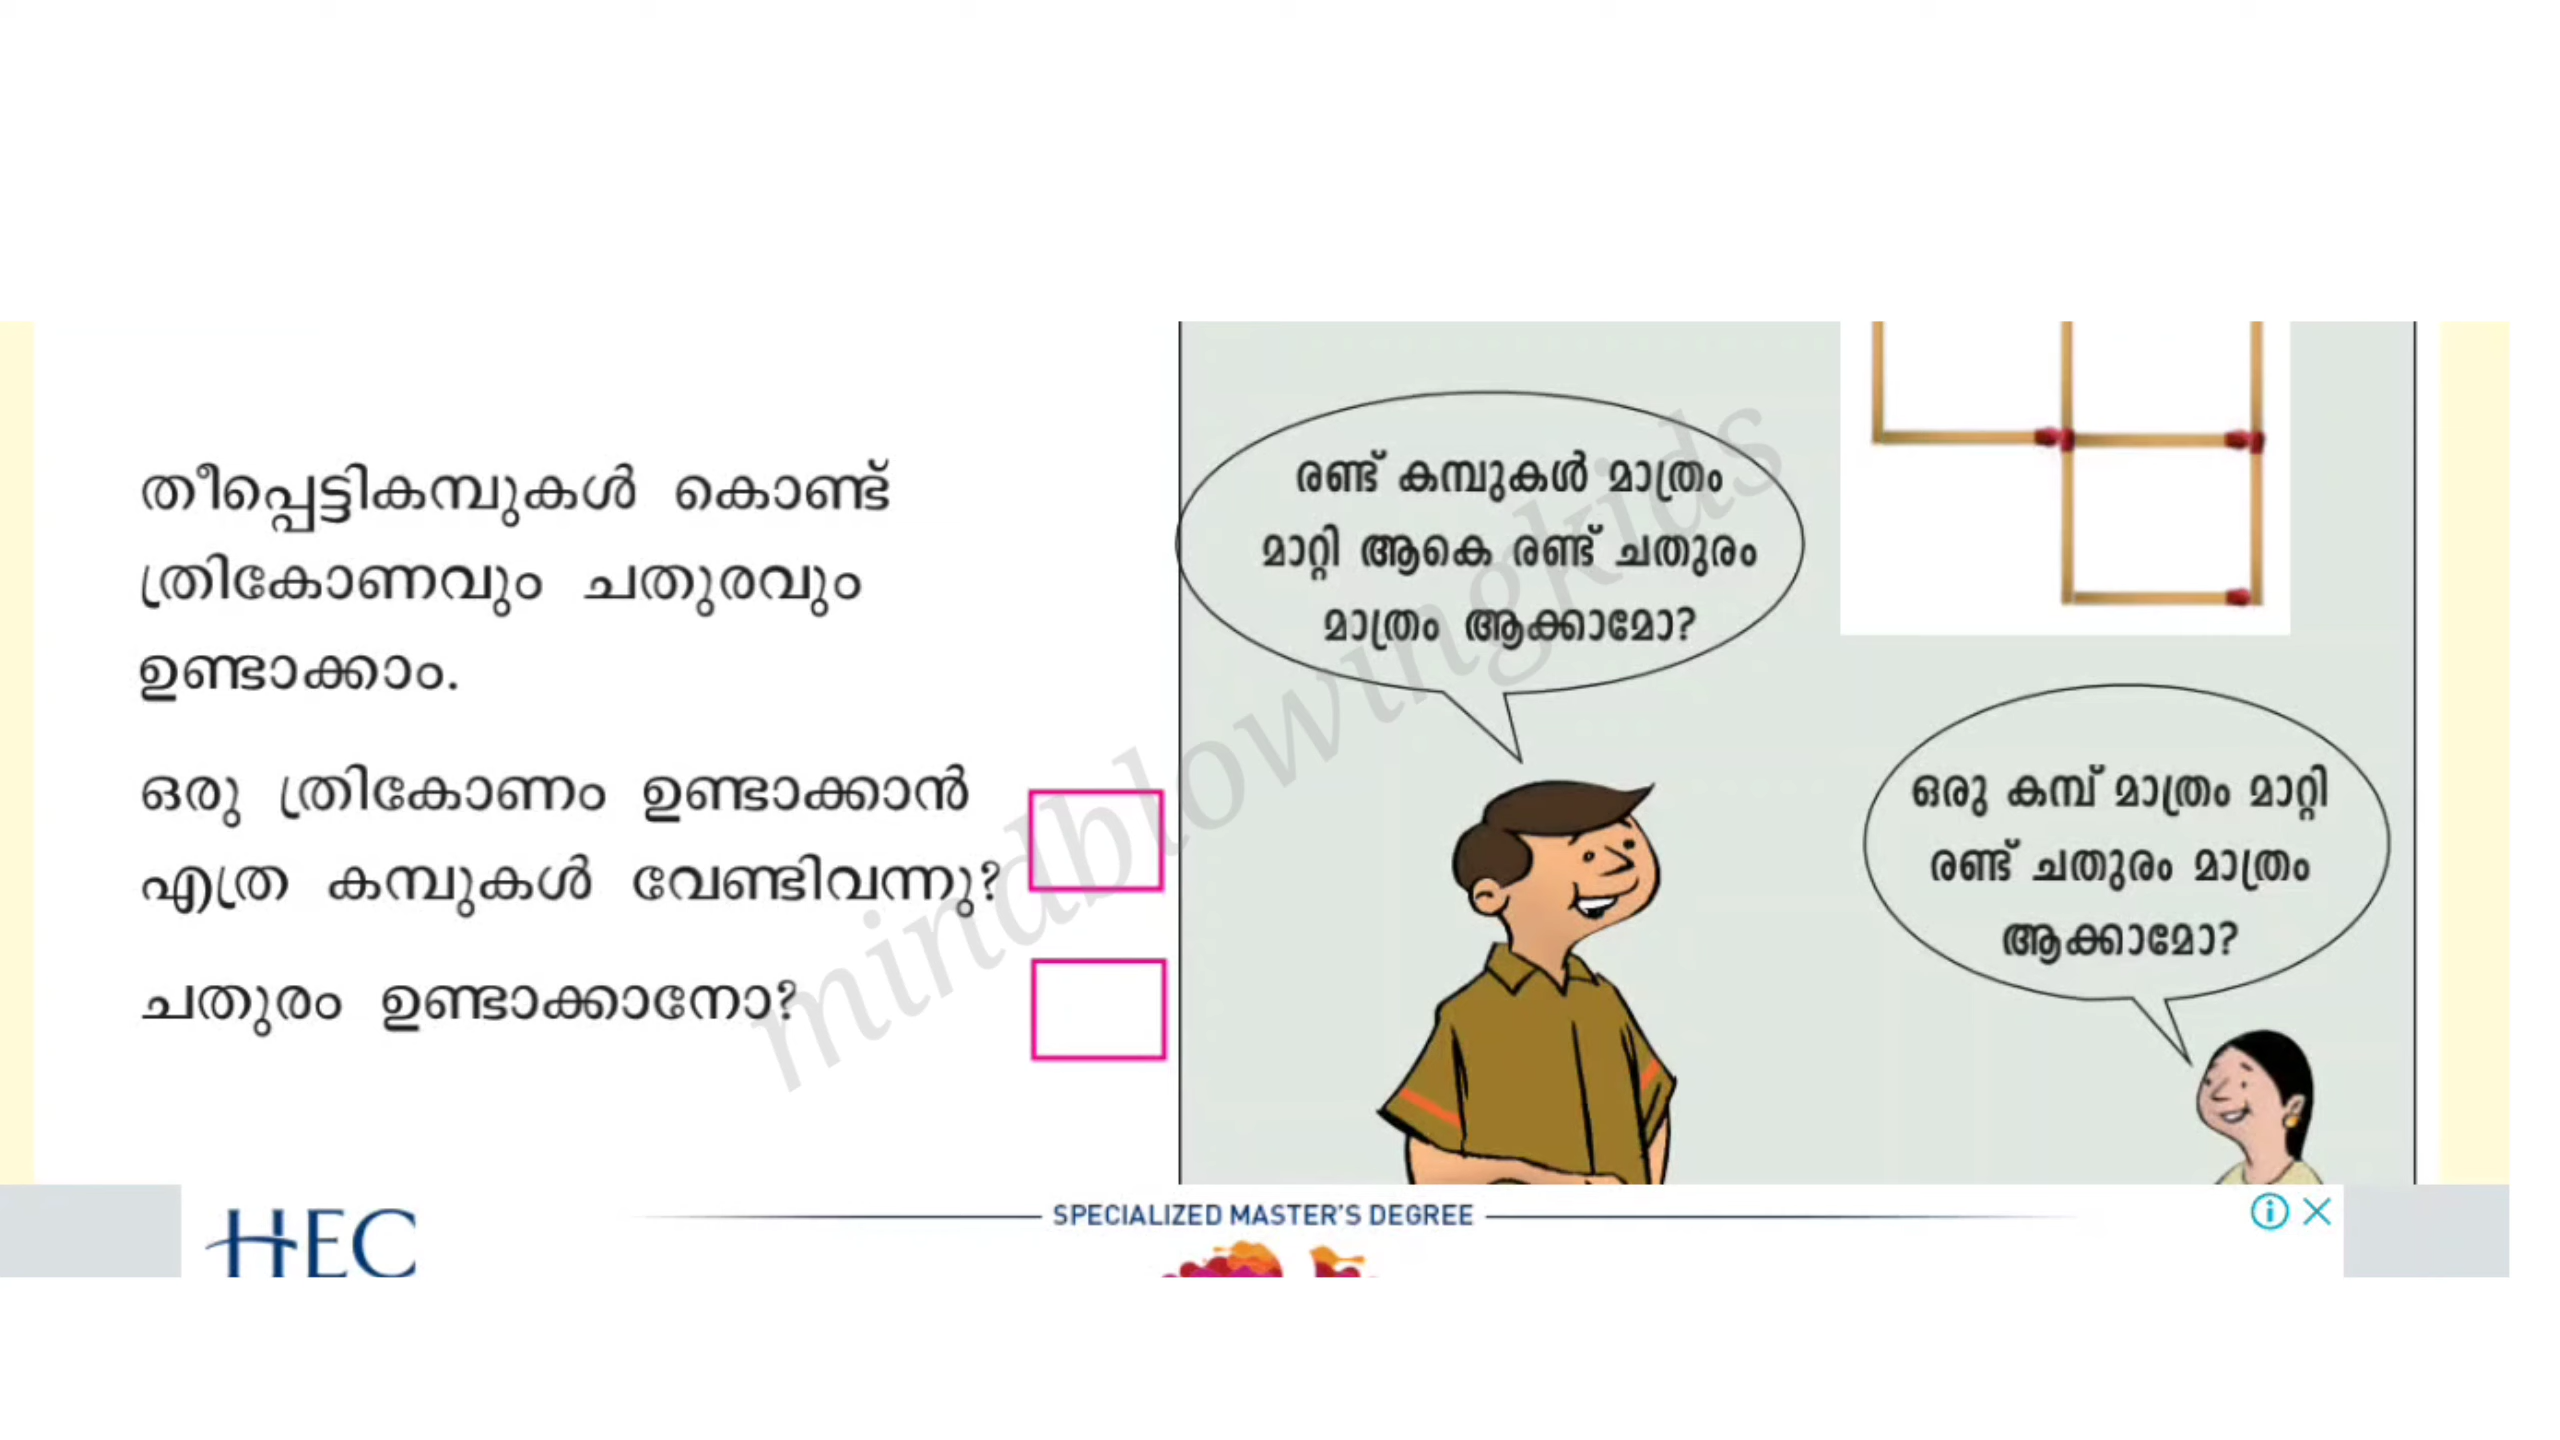 തീപ്പെട്ടികമ്പുകൾ കൊണ്ട്
ത്രികോണവും ചതുരവും
ഉണ്ടാക്കാം.
ഒരു ത്രികോണം ഉണ്ടാക്കാൻ
എത്ര കമ്പുകൾ വേണ്ടിവന്നു?
ചതുരം ഉണ്ടാക്കാനോ?
രണ്ട് കമ്പുകൾ മാത്രം
മാറ്റി ആകെ രണ്ട് ചതുരം
മാത്രം ആക്കാമോ?
ഒരു കമ്പ് മാത്രം മാറ്റി
രണ്ട് ചതുരം മാത്രം
ആക്കാമോ?
mindblowingkids
HEC
SPECIALIZED MASTER'S DEGREE